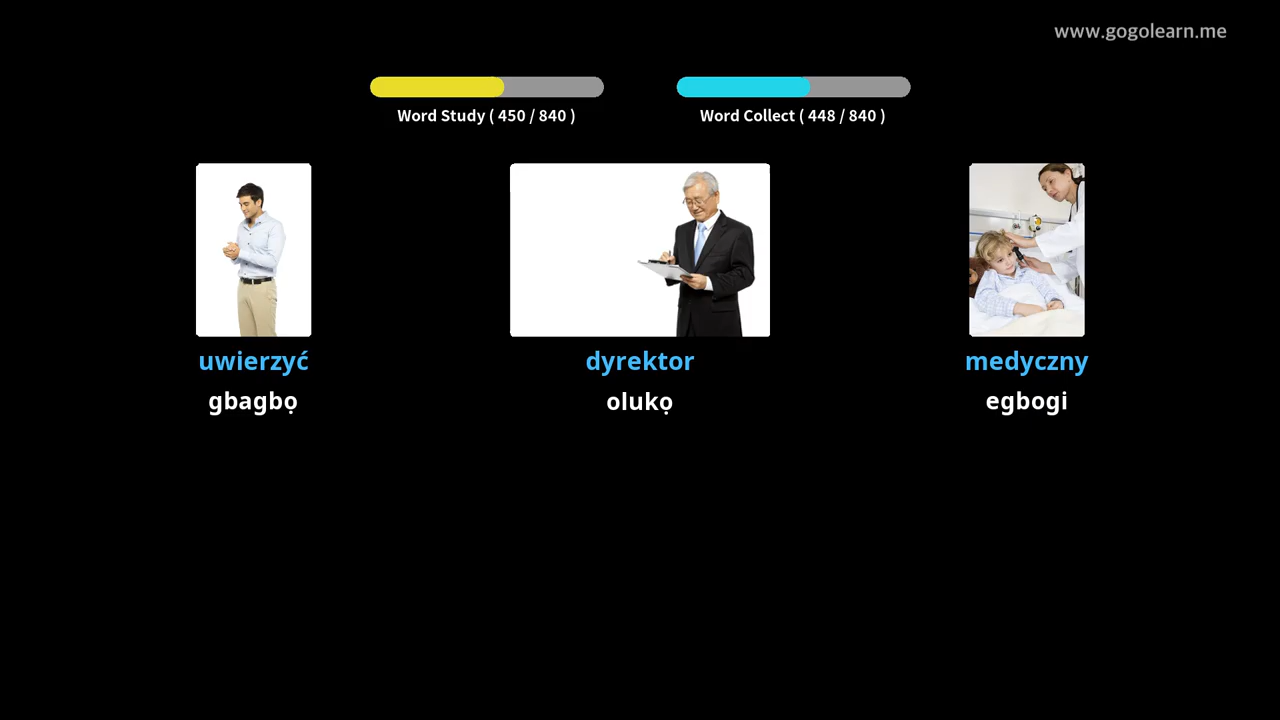 www.gogolearn.me
Word Study ( 450 / 840 )
Word Collect ( 448 / 840 )
uwierzyć
dyrektor
medyczny
gbagbọ
olukọ
egbogi